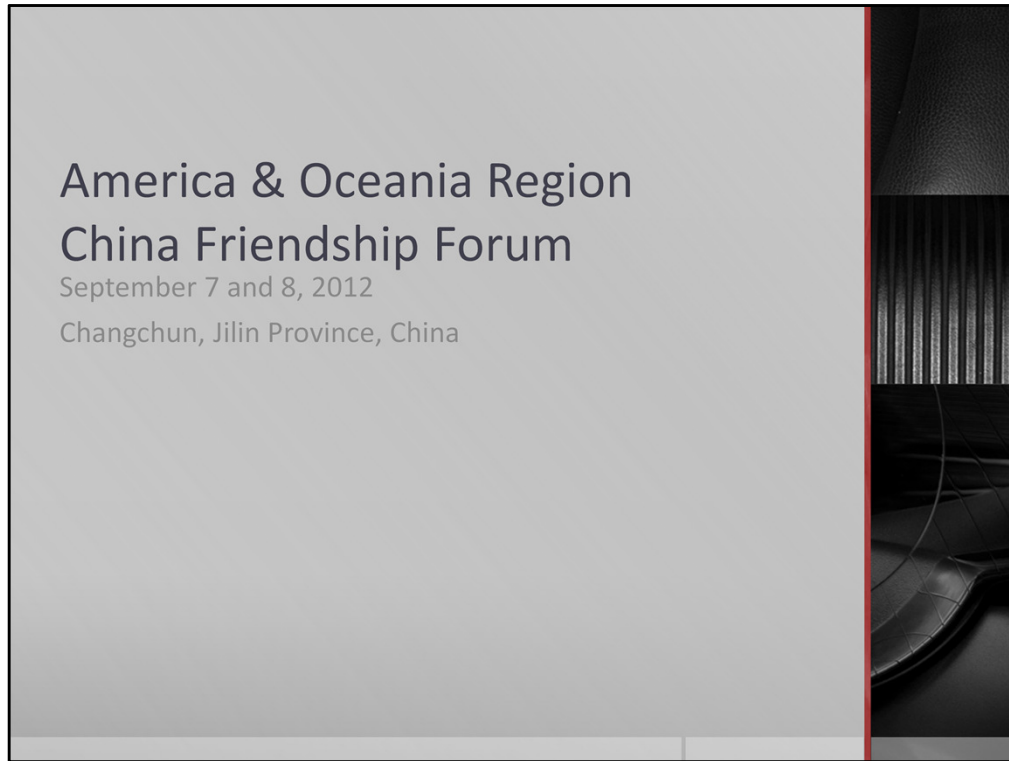 America & Oceania Region
China Friendship Forum
September 7 and 8, 2012
Changchun, Jilin Province, China